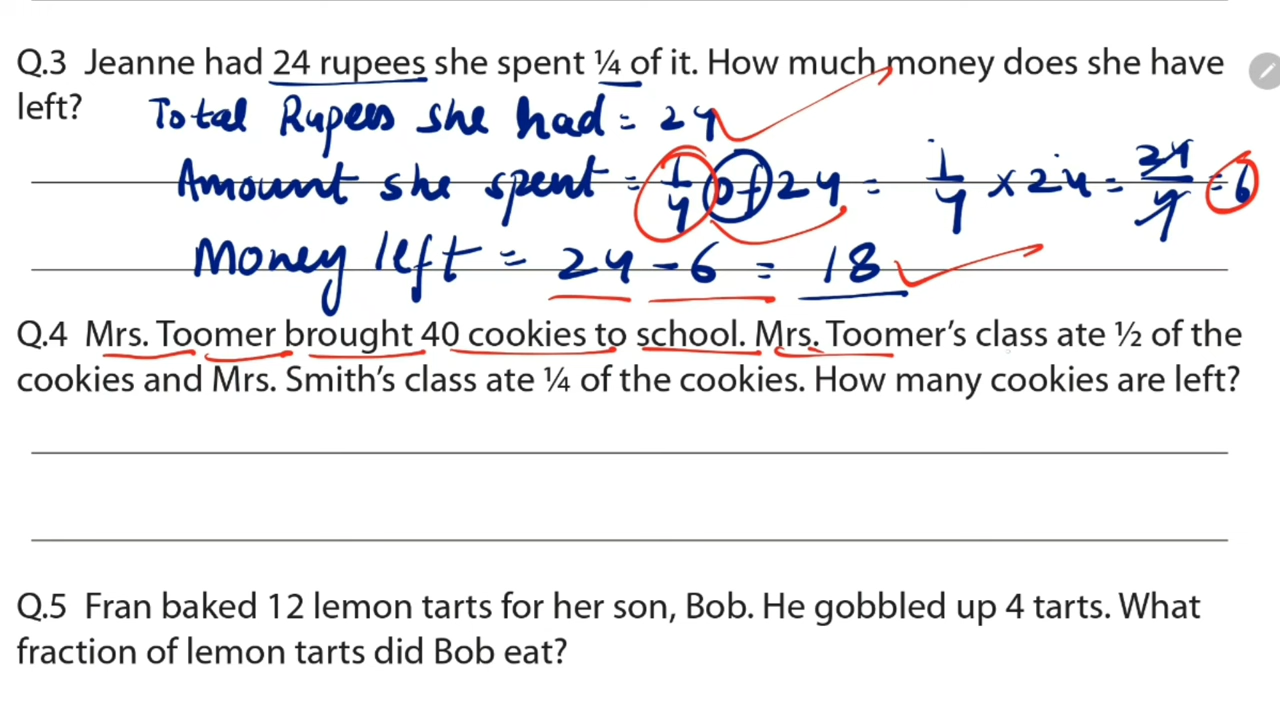 Q.3 Jeanne had 24 rupees she spent ¼ of it. How much money does she have
left?
Total Rupees she had = 24
Amount she spent = 1/4 of 24 = 1/4 × 24 = 24/4 = 6
Money left = 24 - 6 = 18
Q.4 Mrs. Toomer brought 40 cookies to school. Mrs. Toomer's class ate ½ of the
cookies and Mrs. Smith's class ate ¼ of the cookies. How many cookies are left?
Q.5 Fran baked 12 lemon tarts for her son, Bob. He gobbled up 4 tarts. What
fraction of lemon tarts did Bob eat?